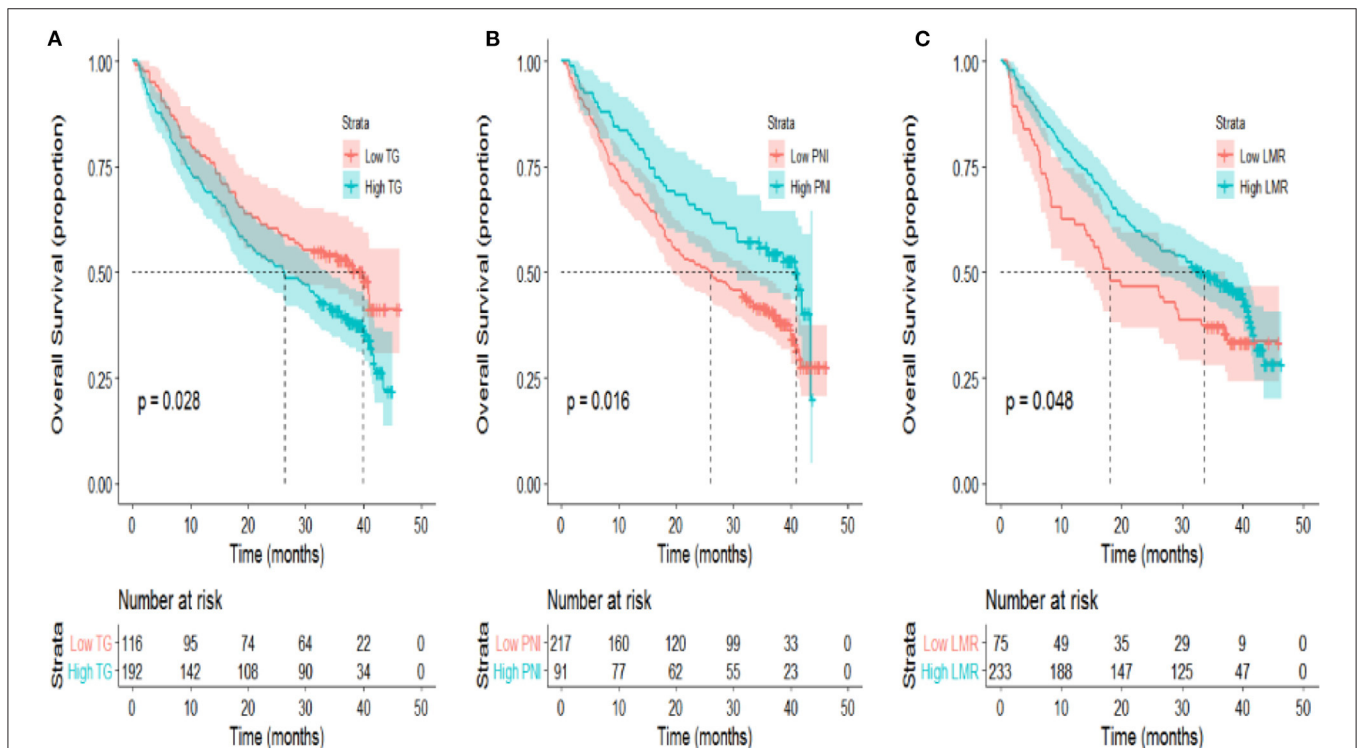 A
Overall Survival (proportion)
1.00
0.75
0.50
0.25
0.00
Strata
Low TG
High TG
p = 0.028
0 10 20 30 40 50
Time (months)
Number at risk
Strata
Low TG 116 95 74 64 22 0
High TG 192 142 108 90 34 0
0 10 20 30 40 50
Time (months)
B
Overall Survival (proportion)
1.00
0.75
0.50
0.25
0.00
Strata
Low PNI
High PNI
p = 0.016
0 10 20 30 40 50
Time (months)
Number at risk
Strata
Low PNI 217 160 120 99 33 0
High PNI 91 77 62 55 23 0
0 10 20 30 40 50
Time (months)
C
Overall Survival (proportion)
1.00
0.75
0.50
0.25
0.00
Strata
Low LMR
High LMR
p = 0.048
0 10 20 30 40 50
Time (months)
Number at risk
Strata
Low LMR 75 49 35 29 9 0
High LMR 233 188 147 125 47 0
0 10 20 30 40 50
Time (months)